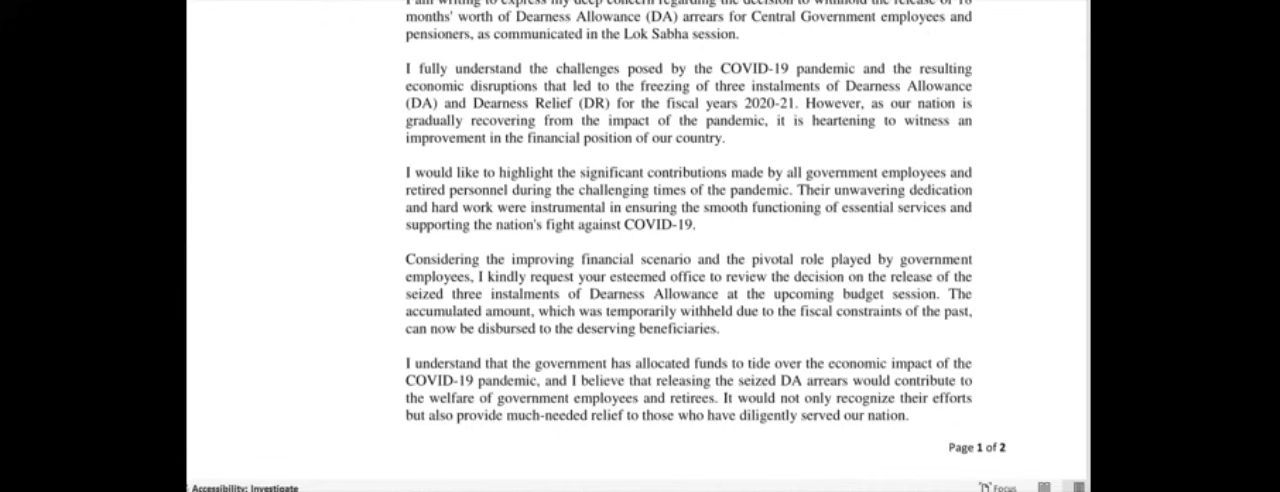 I am writing to express my deep concern regarding the decision to withhold the release of 18
months' worth of Dearness Allowance (DA) arrears for Central Government employees and
pensioners, as communicated in the Lok Sabha session.
I fully understand the challenges posed by the COVID-19 pandemic and the resulting
economic disruptions that led to the freezing of three instalments of Dearness Allowance
(DA) and Dearness Relief (DR) for the fiscal years 2020-21. However, as our nation is
gradually recovering from the impact of the pandemic, it is heartening to witness an
improvement in the financial position of our country.
I would like to highlight the significant contributions made by all government employees and
retired personnel during the challenging times of the pandemic. Their unwavering dedication
and hard work were instrumental in ensuring the smooth functioning of essential services and
supporting the nation's fight against COVID-19.
Considering the improving financial scenario and the pivotal role played by government
employees, I kindly request your esteemed office to review the decision on the release of the
seized three instalments of Dearness Allowance at the upcoming budget session. The
accumulated amount, which was temporarily withheld due to the fiscal constraints of the past,
can now be disbursed to the deserving beneficiaries.
I understand that the government has allocated funds to tide over the economic impact of the
COVID-19 pandemic, and I believe that releasing the seized DA arrears would contribute to
the welfare of government employees and retirees. It would not only recognize their efforts
but also provide much-needed relief to those who have diligently served our nation.
Page 1 of 2
Accessibility: Investigate
Focus